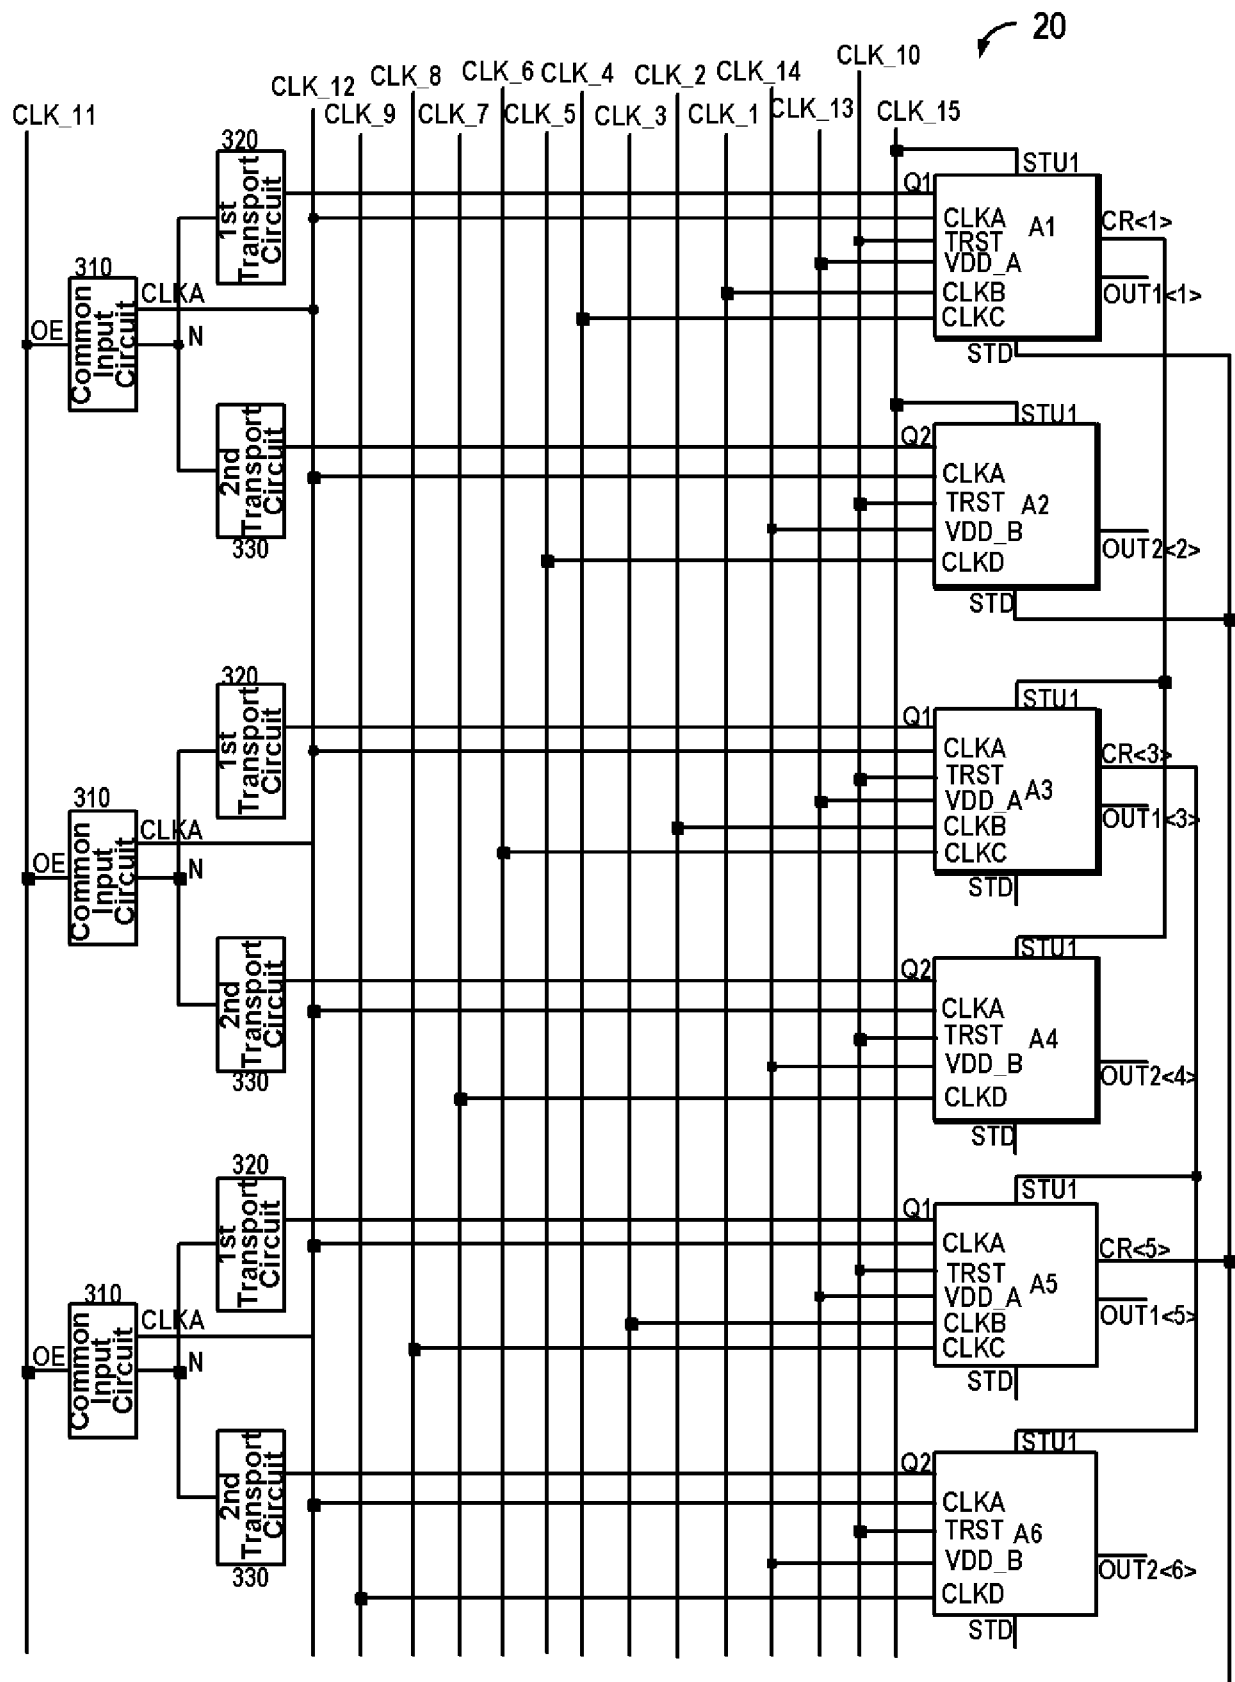 20
CLK_11
CLK_12
CLK_9
CLK_8
CLK_7
CLK_6
CLK_5
CLK_4
CLK_3
CLK_2
CLK_1
CLK_14
CLK_13
CLK_10
CLK_15
320
1st
Transport
Circuit
310
Common
Input
Circuit
OE
CLKA
N
2nd
Transport
Circuit
330
STU1
Q1
CLKA
TRST
VDD_A
CLKB
CLKC
A1
CR<1>
OUT1<1>
STD
STU1
Q2
CLKA
TRST
VDD_B
CLKD
A2
OUT2<2>
STD
320
1st
Transport
Circuit
310
Common
Input
Circuit
OE
CLKA
N
2nd
Transport
Circuit
330
STU1
Q1
CLKA
TRST
VDD_A
CLKB
CLKC
A3
CR<3>
OUT1<3>
STD
STU1
Q2
CLKA
TRST
VDD_B
CLKD
A4
OUT2<4>
STD
320
1st
Transport
Circuit
310
Common
Input
Circuit
OE
CLKA
N
2nd
Transport
Circuit
330
STU1
Q1
CLKA
TRST
VDD_A
CLKB
CLKC
A5
CR<5>
OUT1<5>
STD
STU1
Q2
CLKA
TRST
VDD_B
CLKD
A6
OUT2<6>
STD